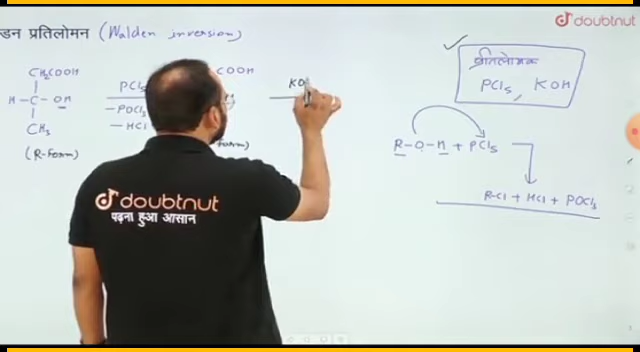 डन प्रतिलोमन (Walden inversion)
doubtnut
CH₂COOH
H-C-OH
CH₃
(R-form)
PCl₅
-POCl₃
-HCl
COOH
form)
KO
प्रतिलोमक
PCl₅, KOH
R-O-H + PCl₅
R-Cl + HCl + POCl₃
doubtnut
पढ़ना हुआ आसान